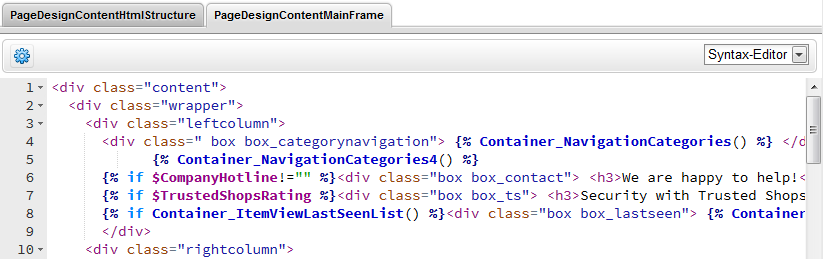 PageDesignContentHtmlStructure PageDesignContentMainFrame
Syntax-Editor
1 <div class="content">
2 <div class="wrapper">
3 <div class="leftcolumn">
4 <div class=" box box_categorynavigation"> {% Container_NavigationCategories() %} </d
5 {% Container_NavigationCategories4() %}
6 {% if $CompanyHotline!="" %}<div class="box box_contact"> <h3>We are happy to help!<
7 {% if $TrustedShopsRating %}<div class="box box_ts"> <h3>Security with Trusted Shops
8 {% if Container_ItemViewLastSeenList() %}<div class="box box_lastseen"> {% Container
9 </div>
10 <div class="rightcolumn">